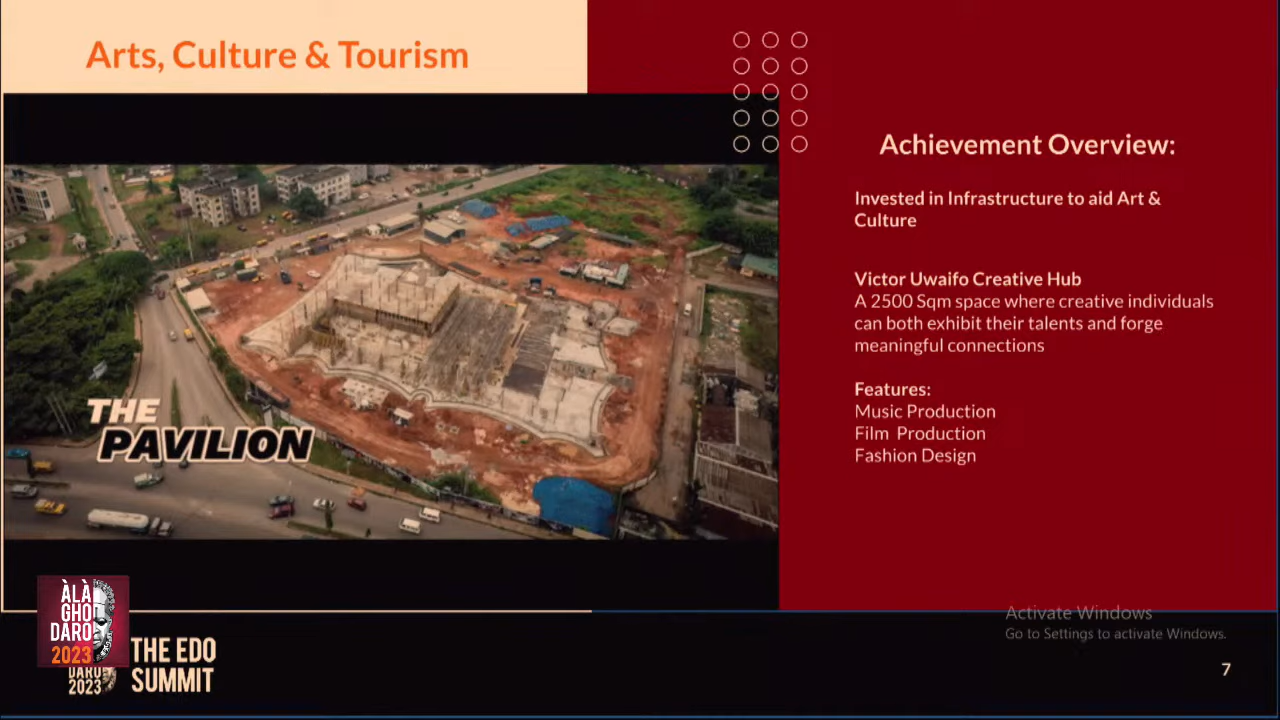 Arts, Culture & Tourism
Achievement Overview:
Invested in Infrastructure to aid Art &
Culture
Victor Uwaifo Creative Hub
A 2500 Sqm space where creative individuals
can both exhibit their talents and forge
meaningful connections
Features:
Music Production
Film Production
Fashion Design
THE
PAVILION
ÀLÀ
GHO
DARO
2023
DARO
2023
THE EDO
SUMMIT
Activate Windows
Go to Settings to activate Windows.
7